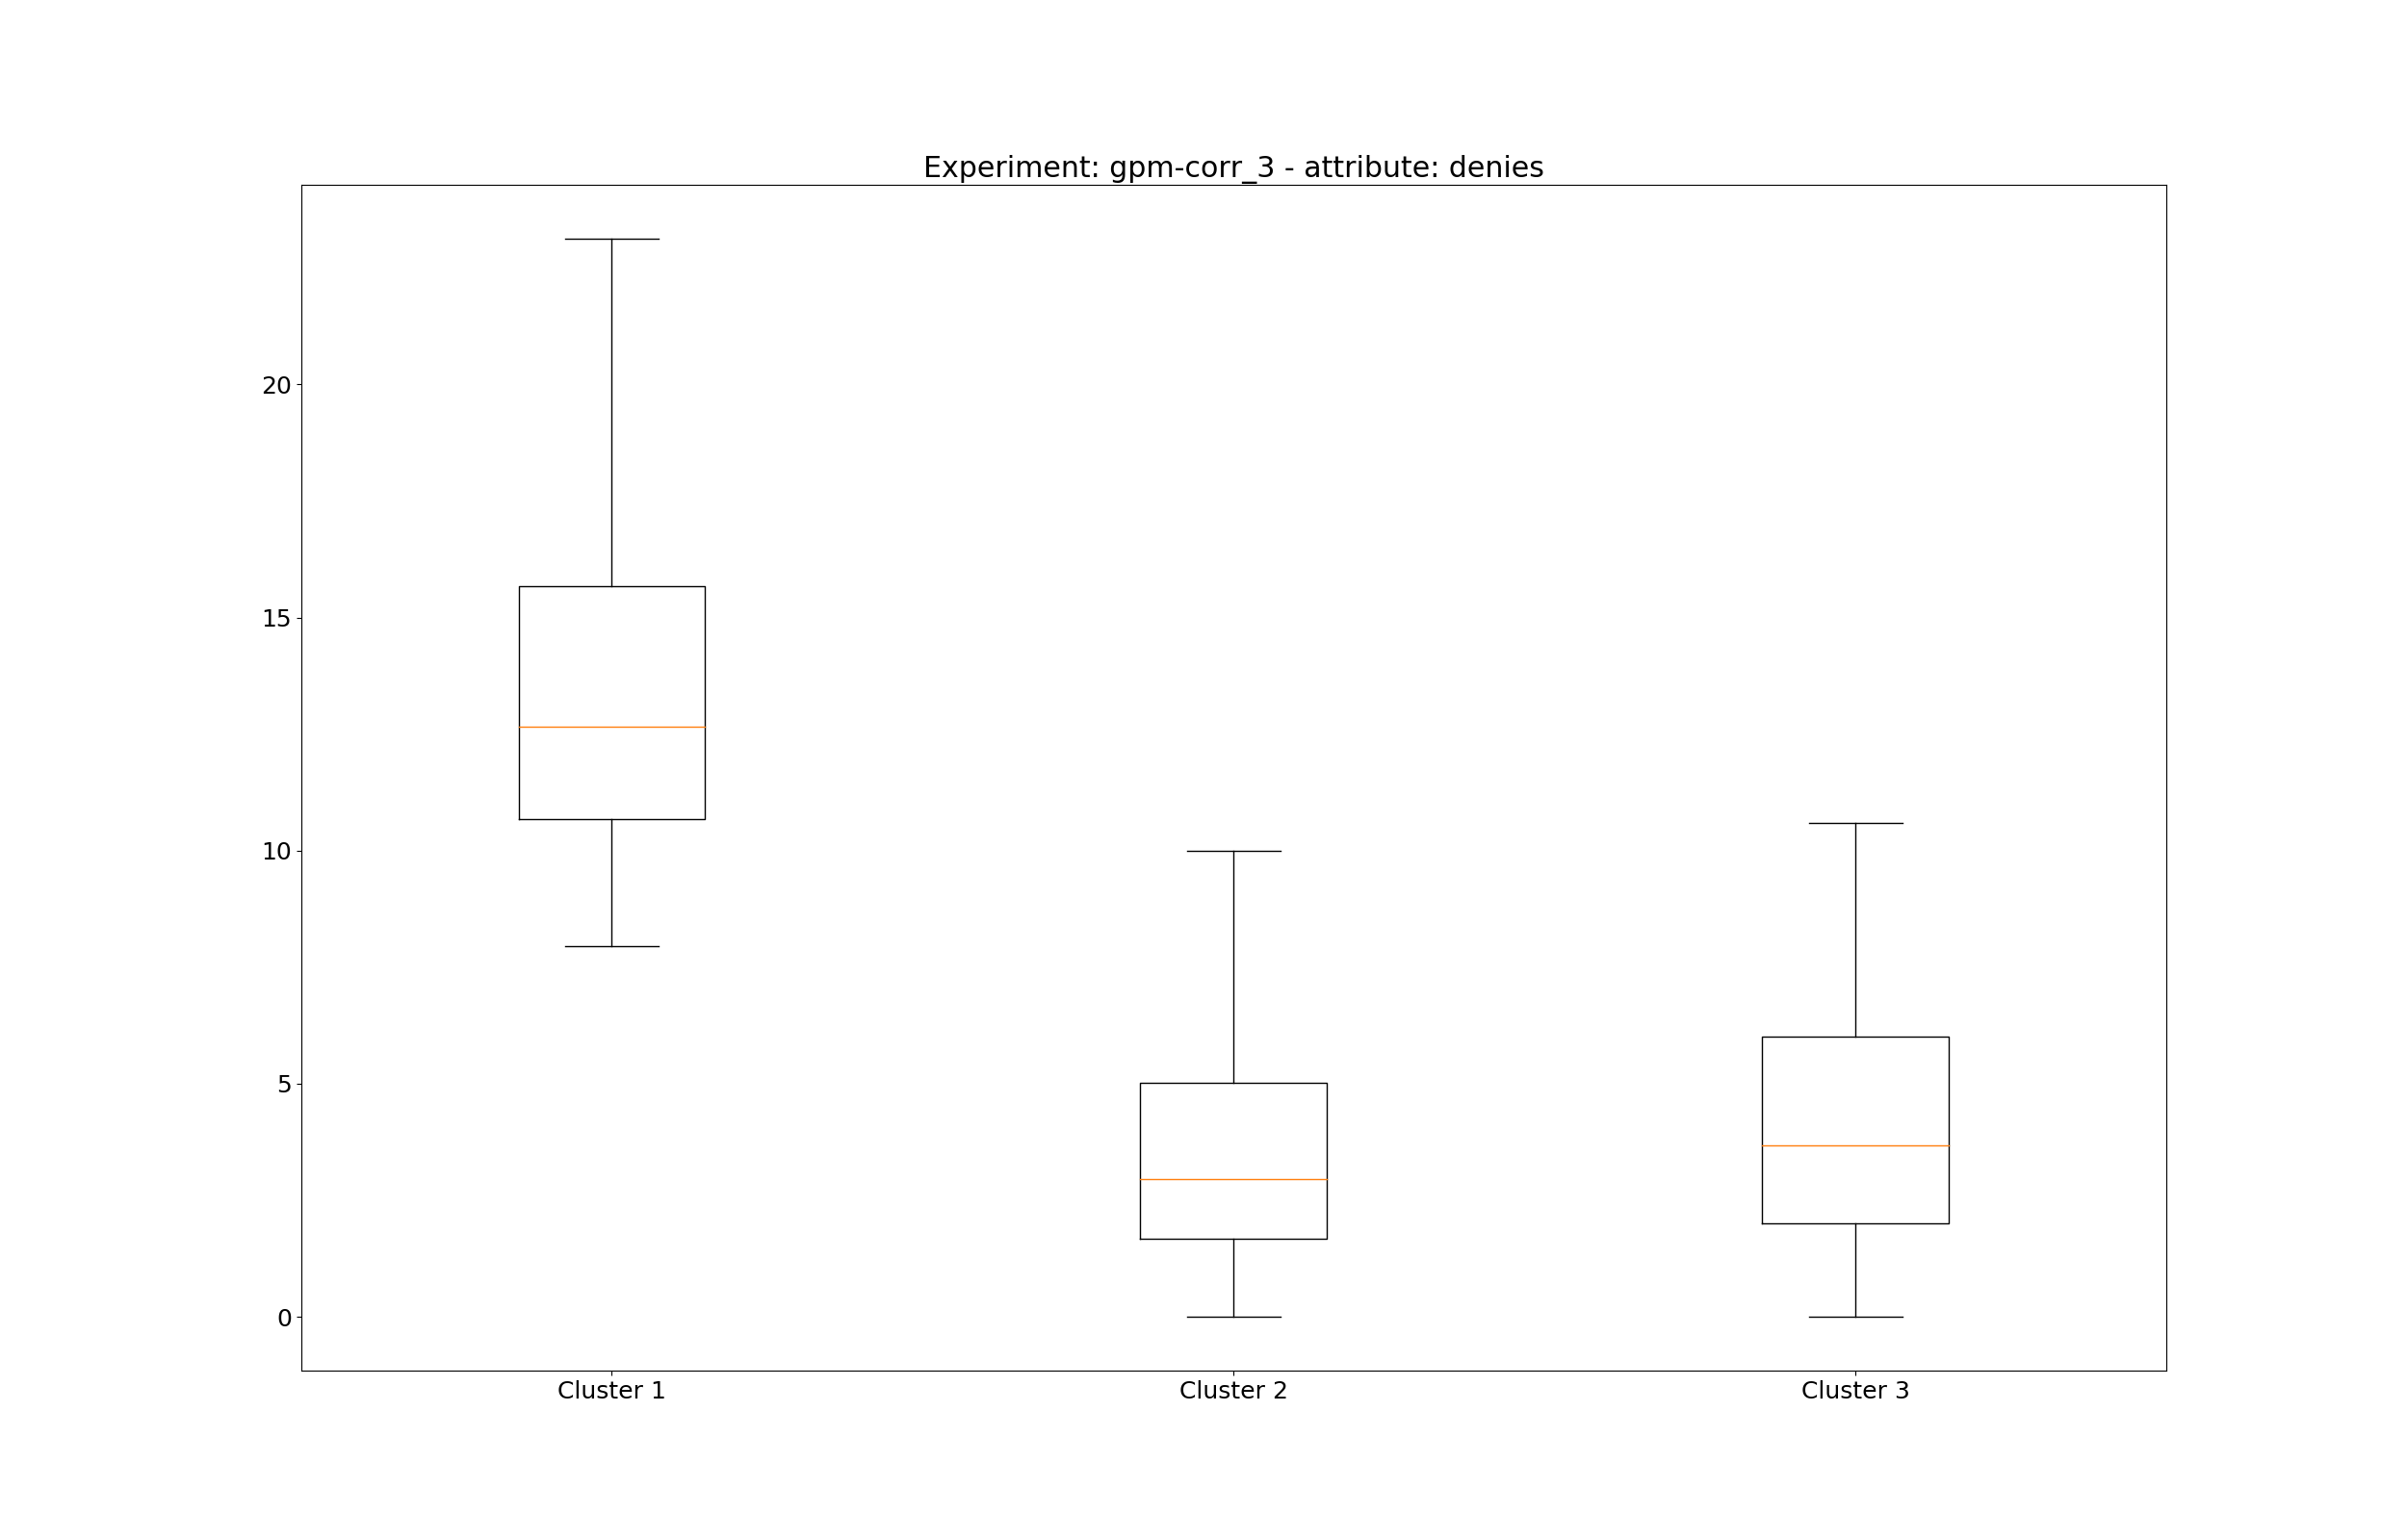 Experiment: gpm-corr_3 - attribute: denies
20
15
10
5
0
Cluster 1
Cluster 2
Cluster 3